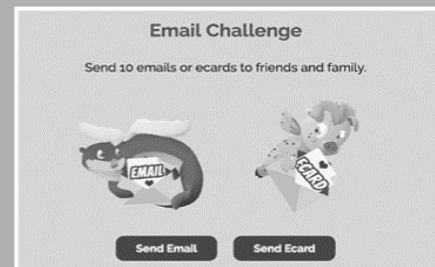 Email Challenge
Send 10 emails or ecards to friends and family.
EMAIL
ECARD
Send Email
Send Ecard